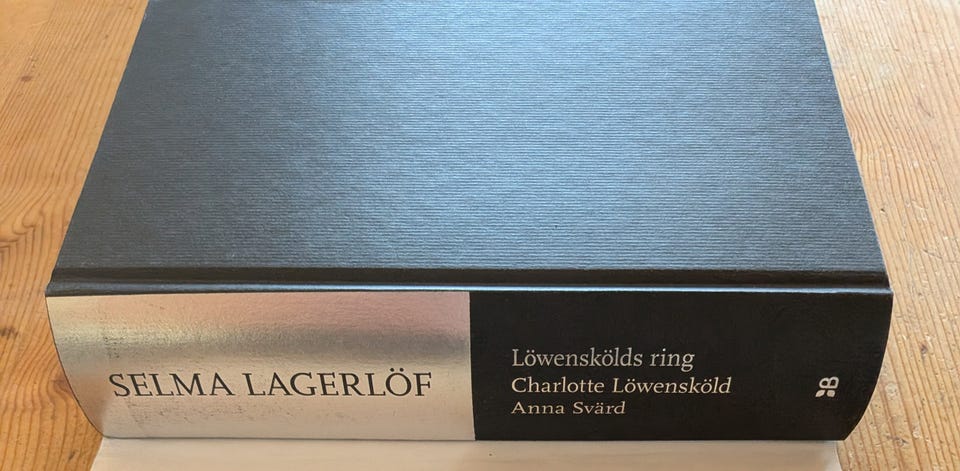 SELMA LAGERLÖF
Löwenskölds ring
Charlotte Löwensköld
Anna Svärd